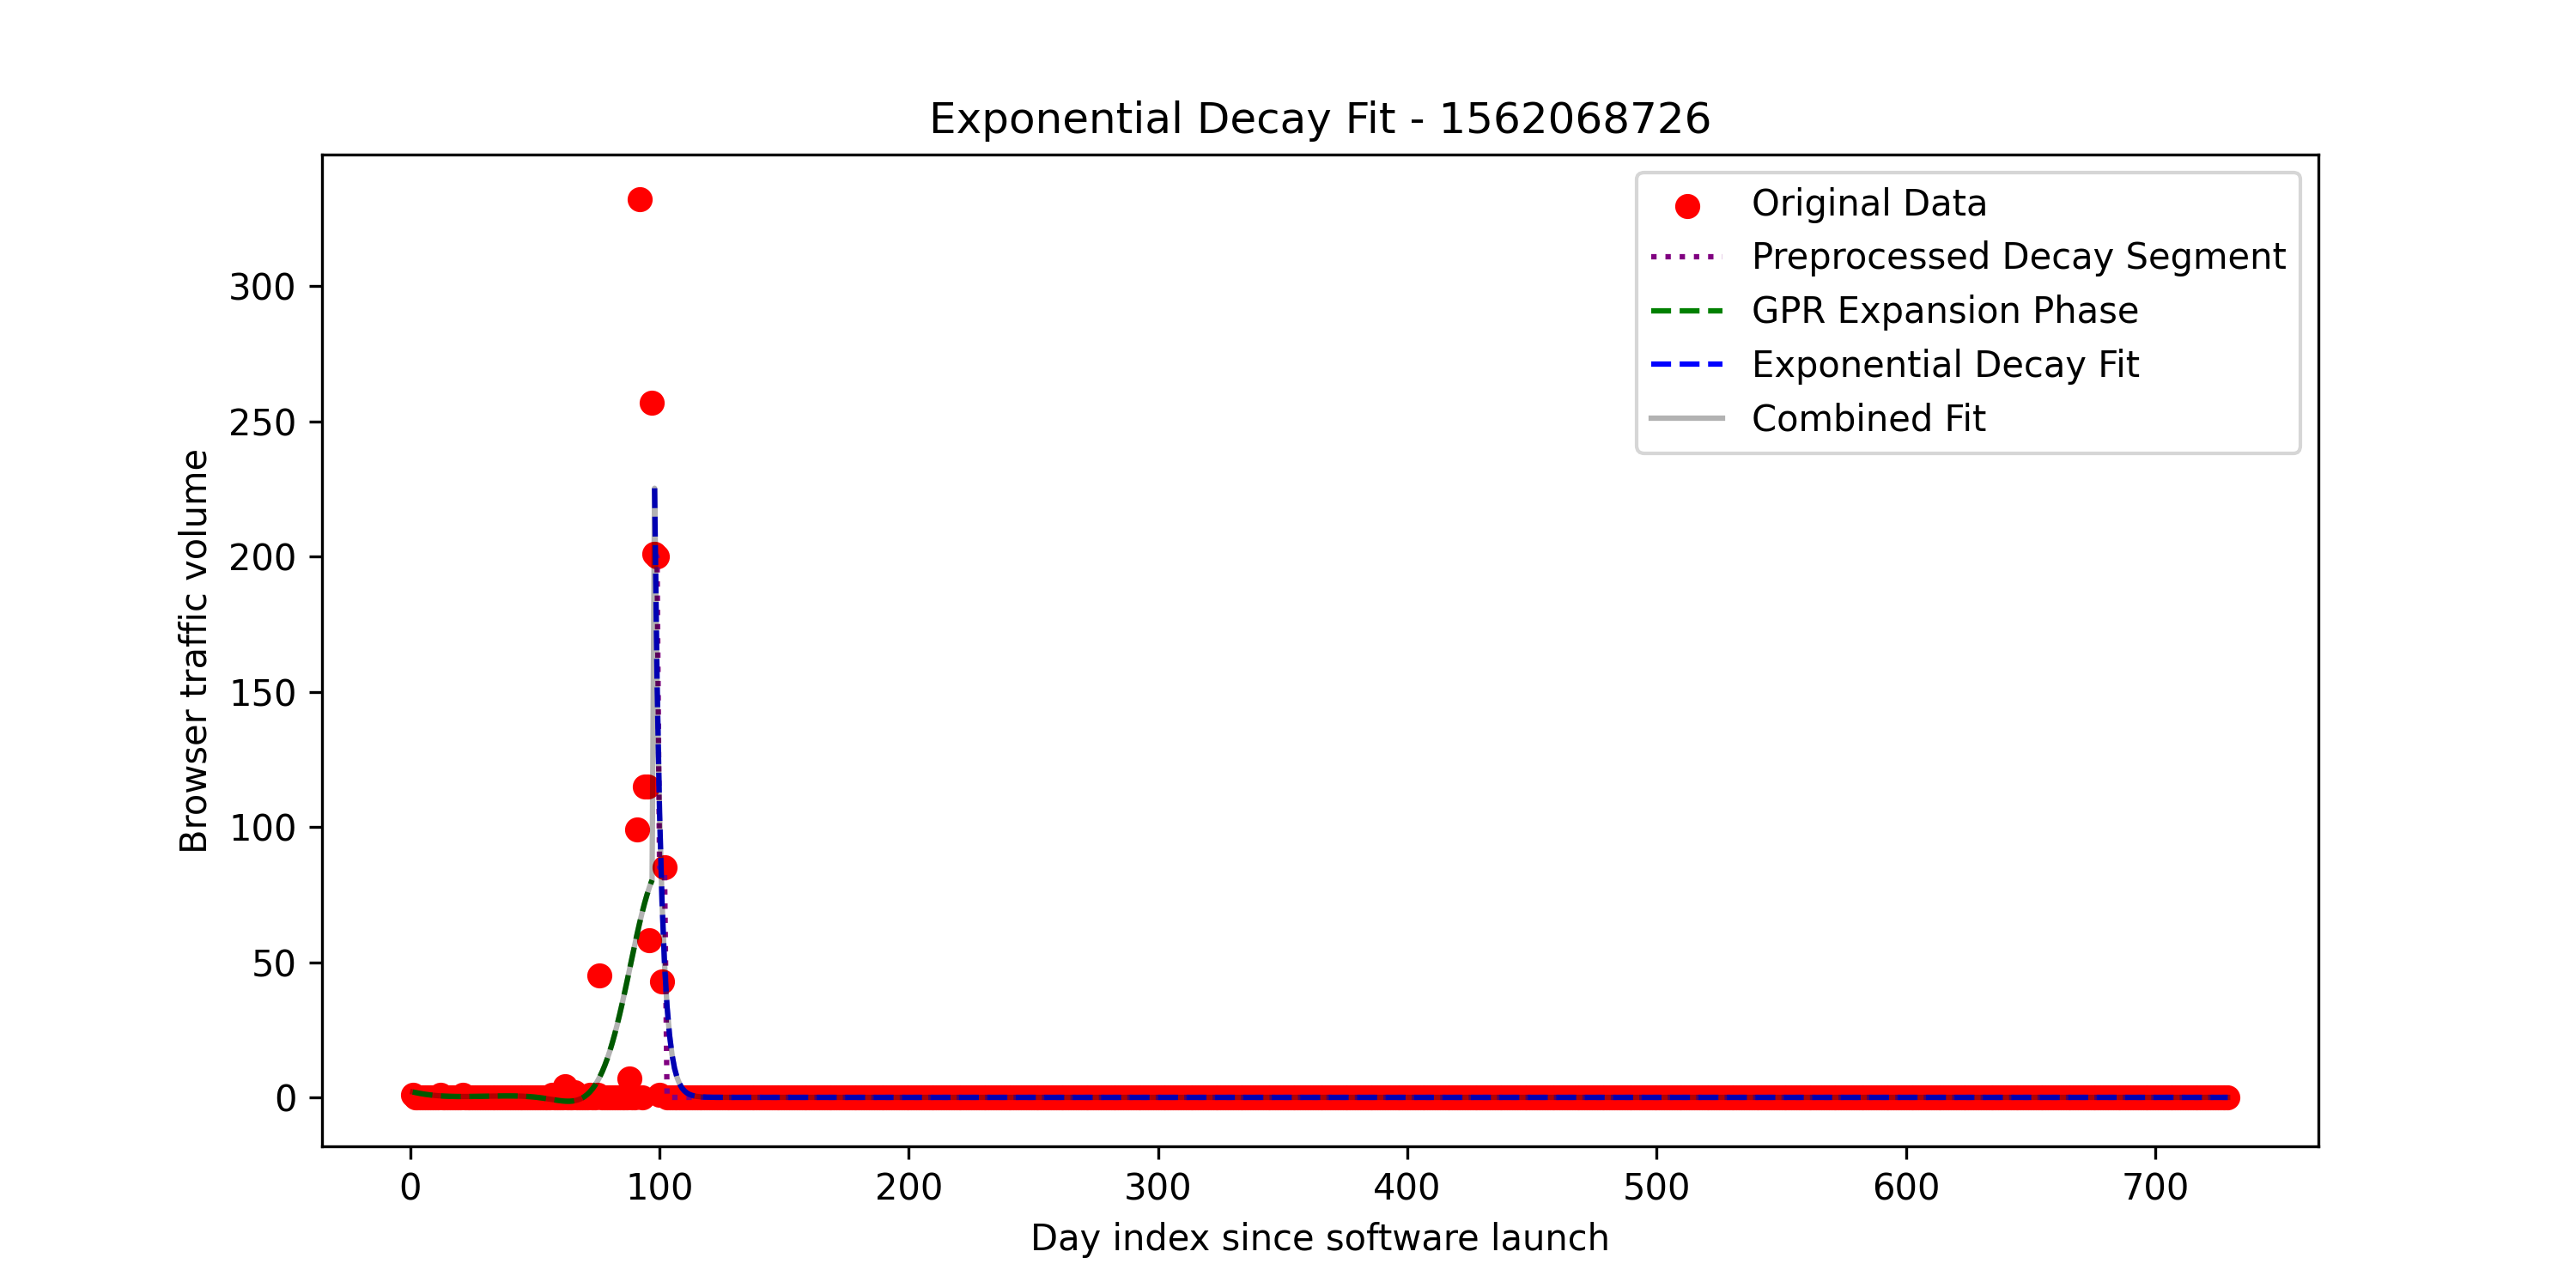 Exponential Decay Fit - 1562068726
Original Data
Preprocessed Decay Segment
GPR Expansion Phase
Exponential Decay Fit
Combined Fit
Browser traffic volume
300
250
200
150
100
50
0
0 100 200 300 400 500 600 700
Day index since software launch